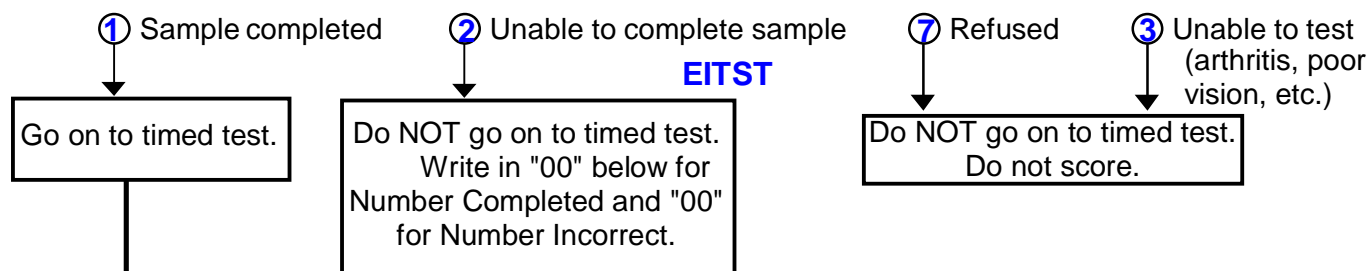 1 Sample completed
2 Unable to complete sample
7 Refused
3 Unable to test
(arthritis, poor
vision, etc.)
EITST
Go on to timed test.
Do NOT go on to timed test.
Write in "00" below for
Number Completed and "00"
for Number Incorrect.
Do NOT go on to timed test.
Do not score.